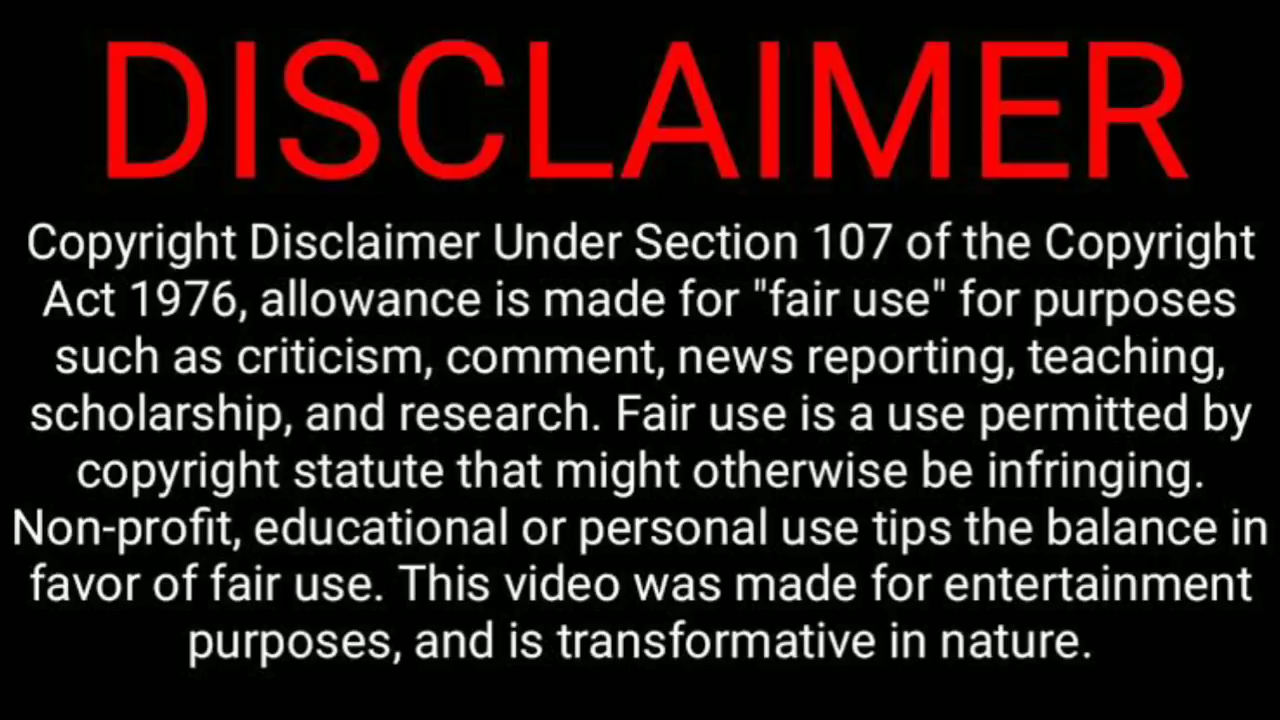 DISCLAIMER
Copyright Disclaimer Under Section 107 of the Copyright
Act 1976, allowance is made for "fair use" for purposes
such as criticism, comment, news reporting, teaching,
scholarship, and research. Fair use is a use permitted by
copyright statute that might otherwise be infringing.
Non-profit, educational or personal use tips the balance in
favor of fair use. This video was made for entertainment
purposes, and is transformative in nature.